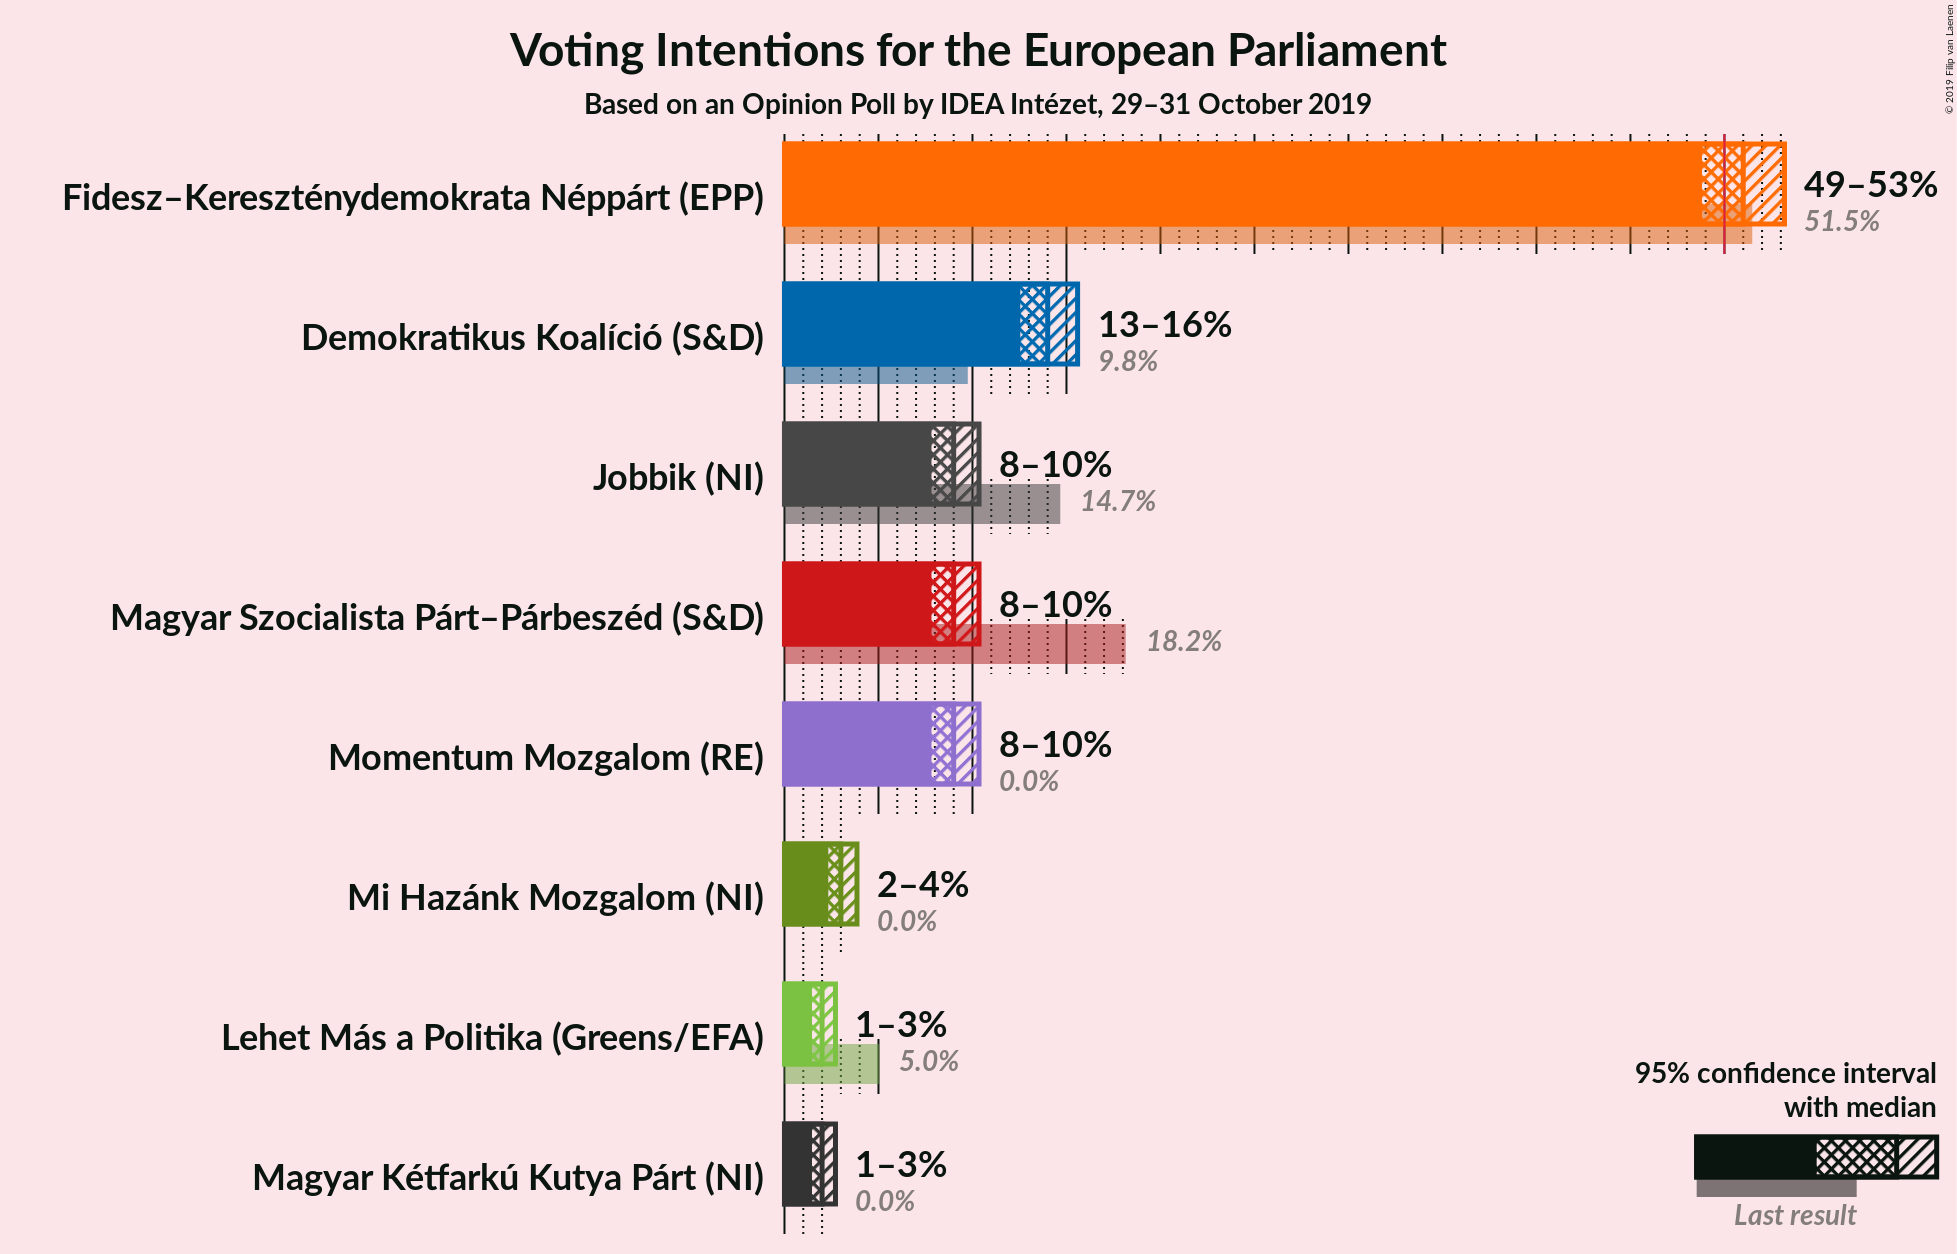 Voting Intentions for the European Parliament
Based on an Opinion Poll by IDEA Intézet, 29–31 October 2019
© 2019 Filip van Laenen
Fidesz–Kereszténydemokrata Néppárt (EPP)
49–53%
51.5%
Demokratikus Koalíció (S&D)
13–16%
9.8%
Jobbik (NI)
8–10%
14.7%
Magyar Szocialista Párt–Párbeszéd (S&D)
8–10%
18.2%
Momentum Mozgalom (RE)
8–10%
0.0%
Mi Hazánk Mozgalom (NI)
2–4%
0.0%
Lehet Más a Politika (Greens/EFA)
1–3%
5.0%
Magyar Kétfarkú Kutya Párt (NI)
1–3%
0.0%
95% confidence interval
with median
Last result